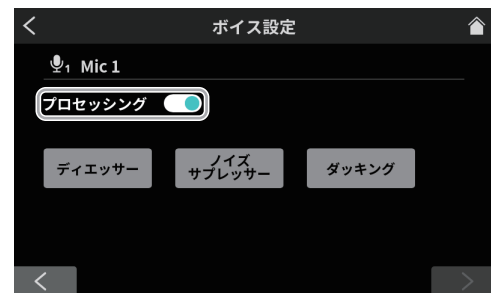 ボイス設定
1 Mic 1
プロセッシング
ディエッサー
ノイズ
サプレッサー
ダッキング